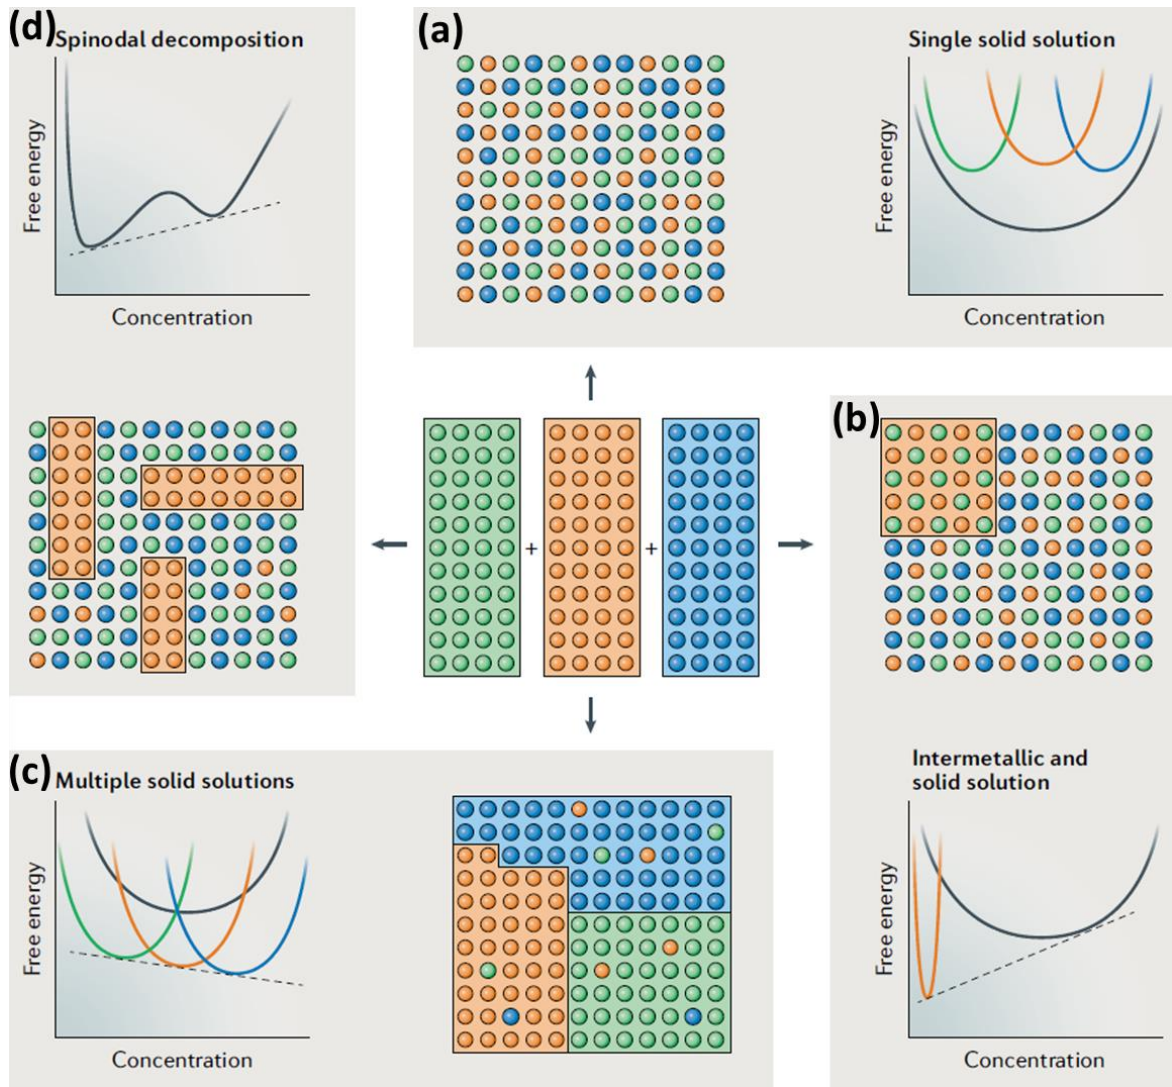 (d)
Spinodal decomposition
Free energy
Concentration
(a)
Single solid solution
Free energy
Concentration
+
+
(b)
Intermetallic and
solid solution
Free energy
Concentration
(c)
Multiple solid solutions
Free energy
Concentration